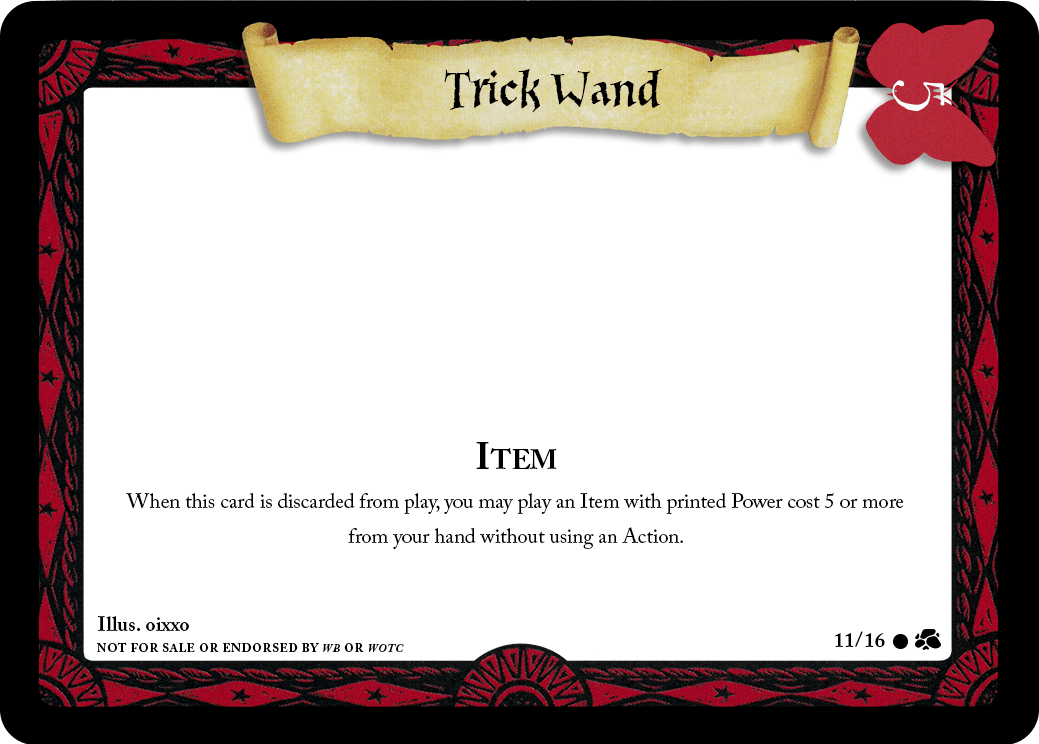 Trick Wand
C
ITEM
When this card is discarded from play, you may play an Item with printed Power cost 5 or more
from your hand without using an Action.
Illus. oixxo
NOT FOR SALE OR ENDORSED BY WB OR WOTC
11/16